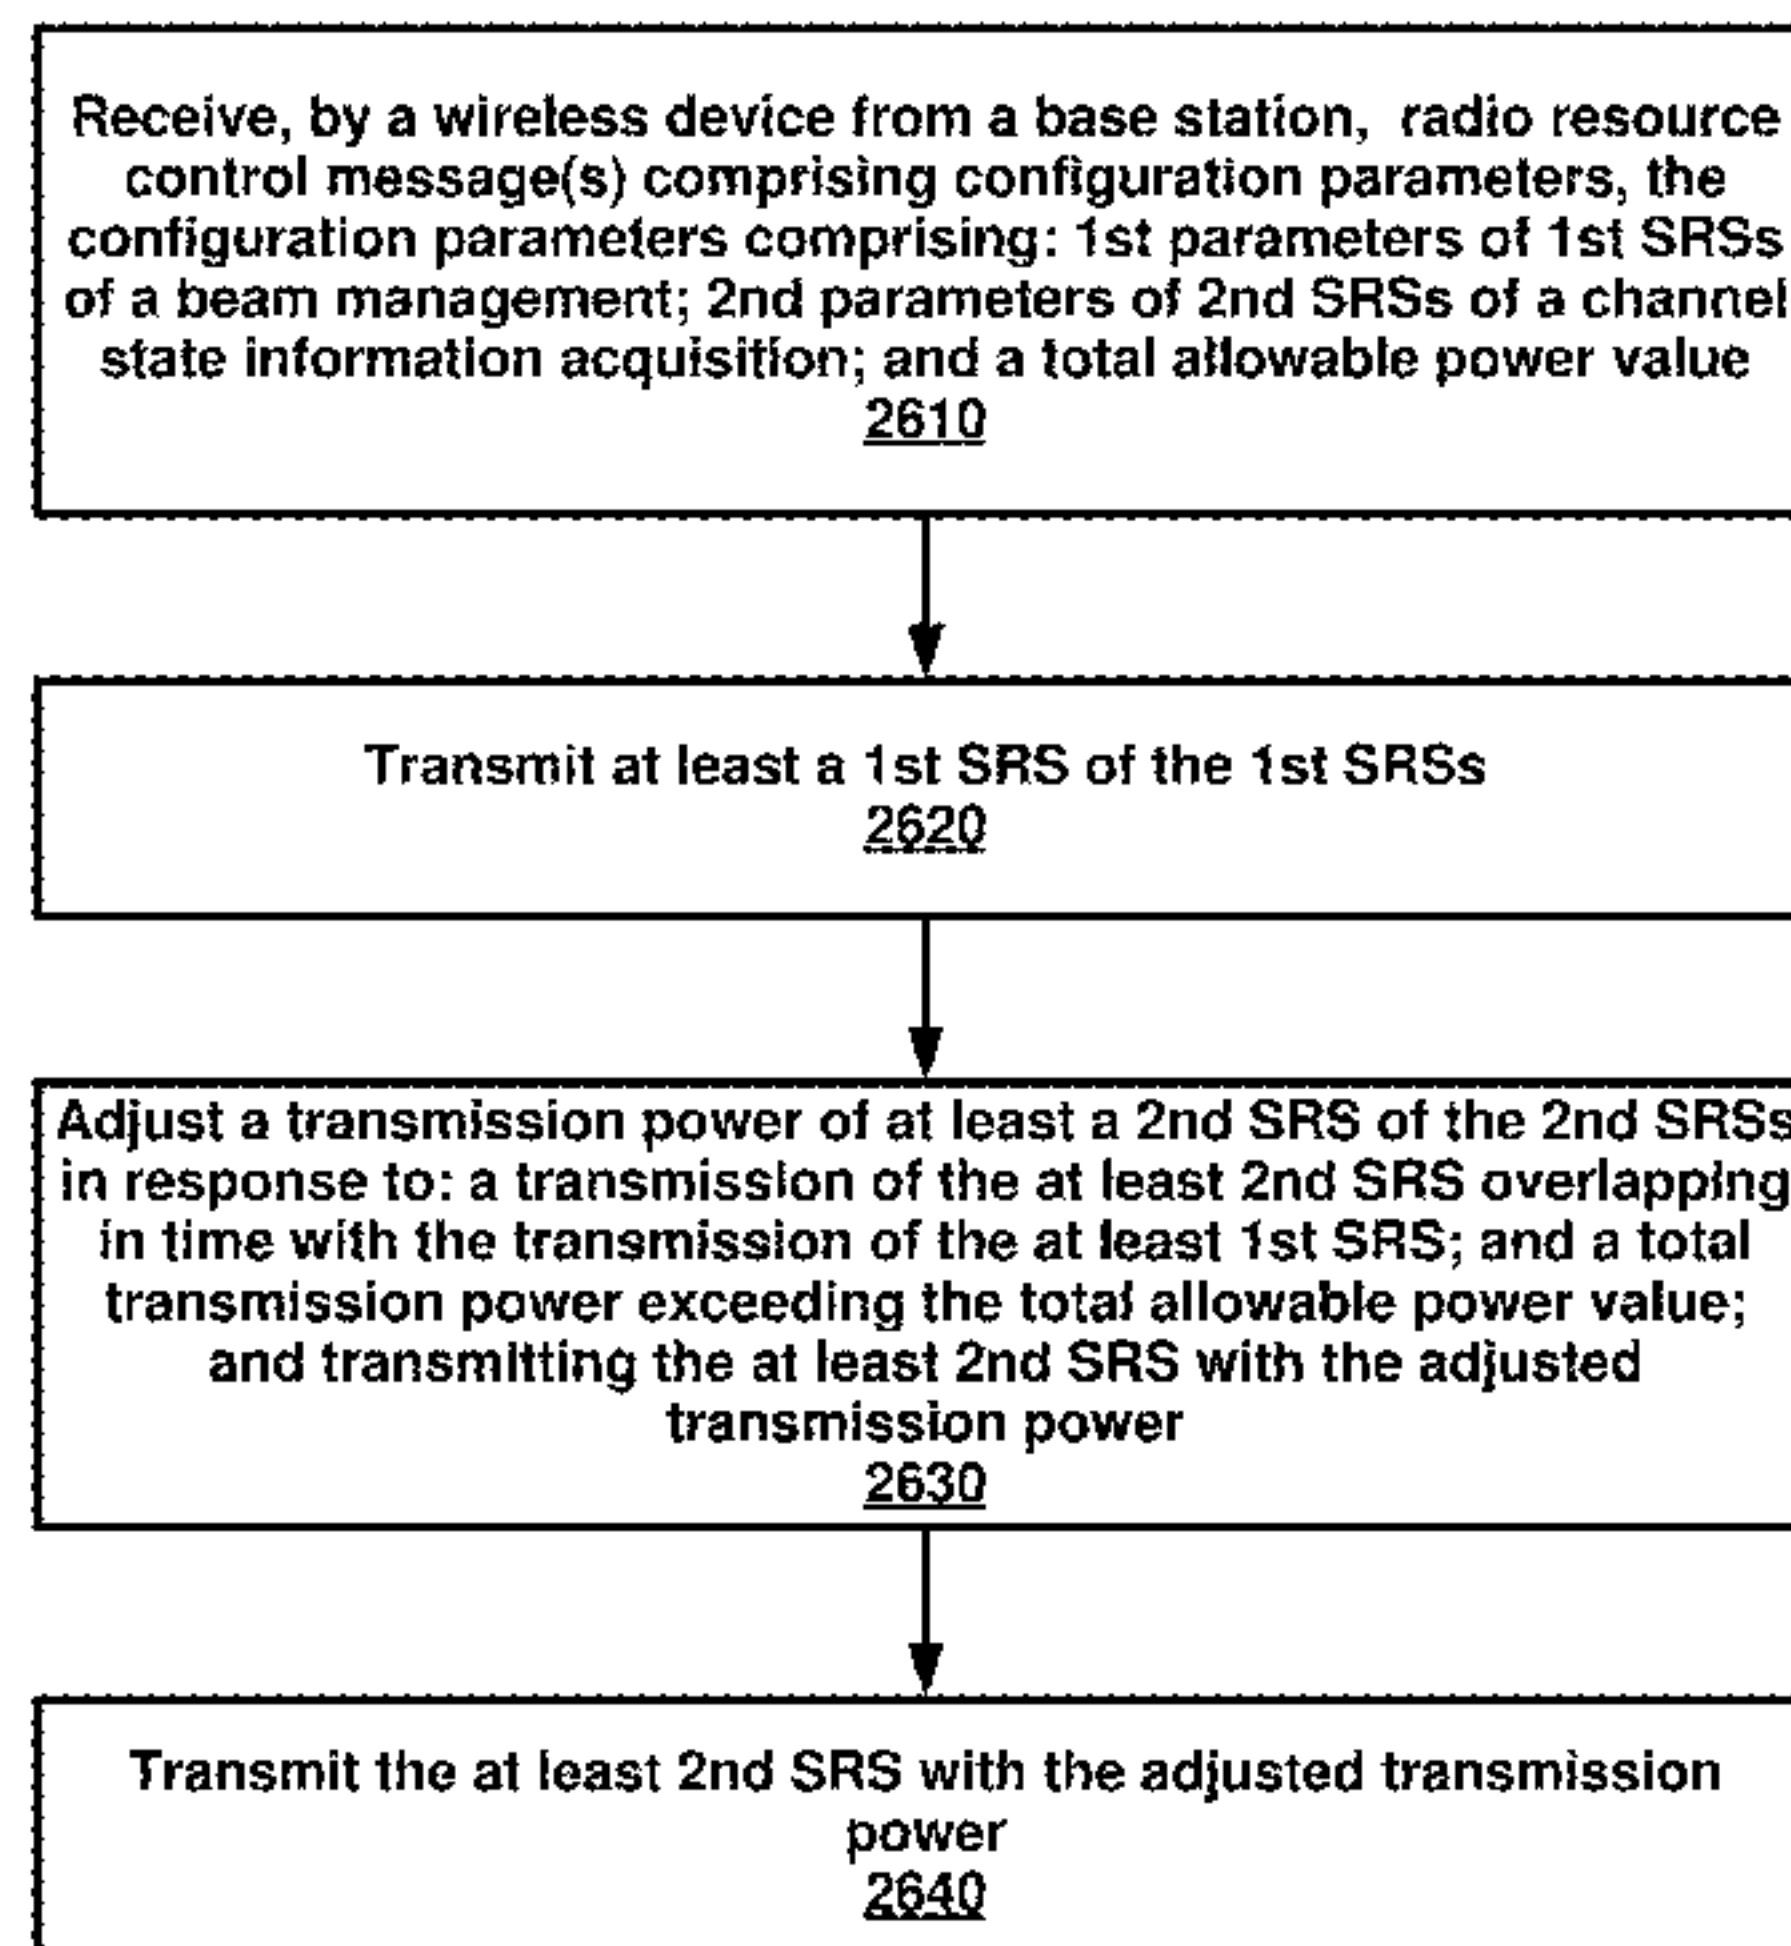 Receive, by a wireless device from a base station, radio resource
control message(s) comprising configuration parameters, the
configuration parameters comprising: 1st parameters of 1st SRSs
of a beam management; 2nd parameters of 2nd SRSs of a channel
state information acquisition; and a total allowable power value
2610
Transmit at least a 1st SRS of the 1st SRSs
2620
Adjust a transmission power of at least a 2nd SRS of the 2nd SRSs
in response to: a transmission of the at least 2nd SRS overlapping
in time with the transmission of the at least 1st SRS; and a total
transmission power exceeding the total allowable power value;
and transmitting the at least 2nd SRS with the adjusted
transmission power
2630
Transmit the at least 2nd SRS with the adjusted transmission
power
2640